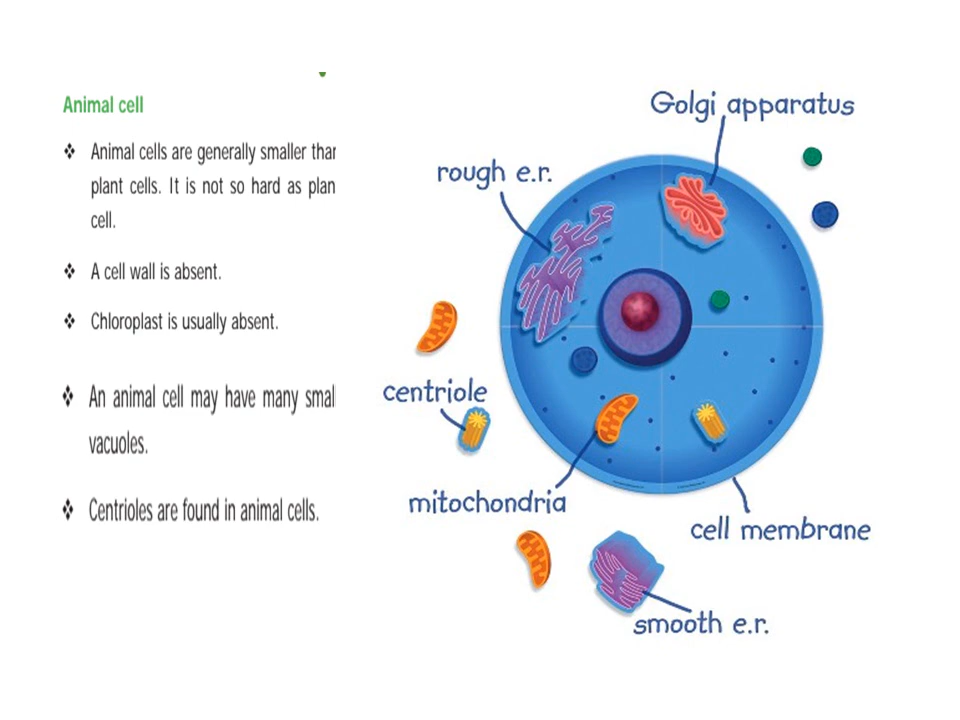 Animal cell
❖ Animal cells are generally smaller than
plant cells. It is not so hard as plan
cell.
❖ A cell wall is absent.
❖ Chloroplast is usually absent.
❖ An animal cell may have many smal
vacuoles.
❖ Centrioles are found in animal cells.
Golgi apparatus
rough e.r.
centriole
mitochondria
cell membrane
smooth e.r.